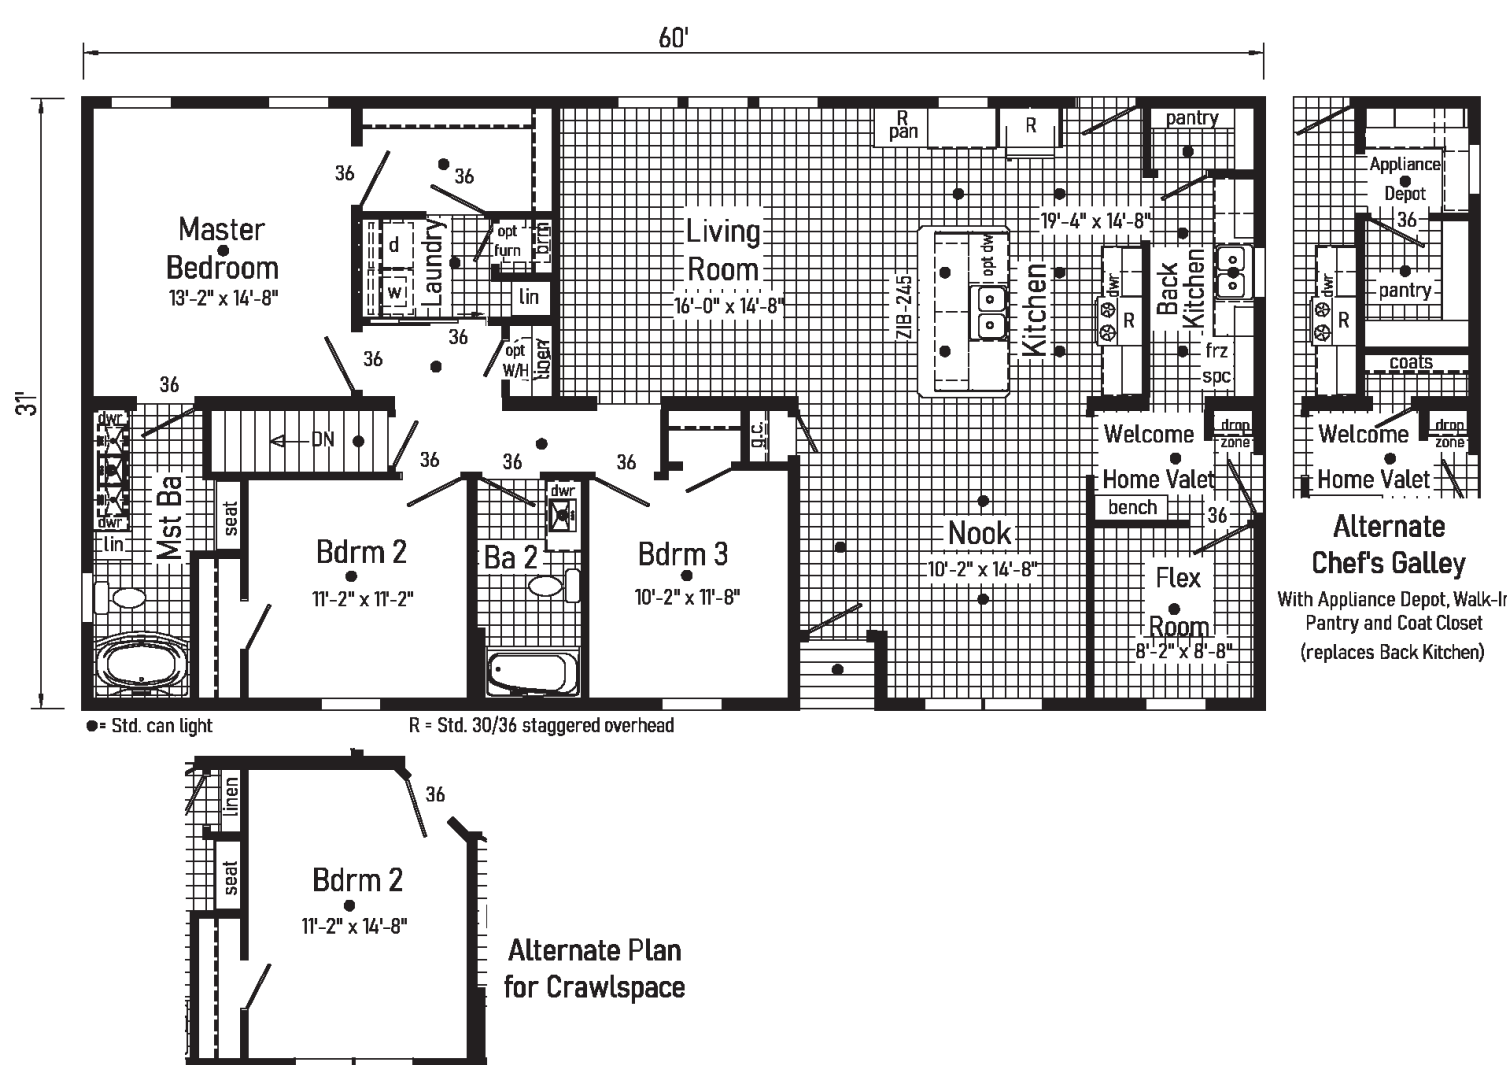 60'
31'
R
pan
R
pantry
36
36
Master
Bedroom
13'-2" x 14'-8"
d
w
Laundry
opt
furn
lin
Living
Room
16'-0" x 14'-8"
19'-4" x 14'-8"
ZIB-245
opt dw
Kitchen
dwr
R
Back
Kitchen
frz
spc
36
36
opt
W/H
36
dwr
dwr
lin
Mst Ba
DN
36
36
36
seat
Bdrm 2
11'-2" x 11'-2"
dwr
Ba 2
Bdrm 3
10'-2" x 11'-8"
Nook
10'-2" x 14'-8"
Welcome
Home Valet
drop
zone
bench
36
Flex
Room
8'-2" x 8'-8"
Appliance
Depot
36
pantry
dwr
R
coats
Welcome
Home Valet
drop
zone
Alternate
Chef's Galley
With Appliance Depot, Walk-In
Pantry and Coat Closet
(replaces Back Kitchen)
= Std. can light
R = Std. 30/36 staggered overhead
linen
36
seat
Bdrm 2
11'-2" x 14'-8"
Alternate Plan
for Crawlspace